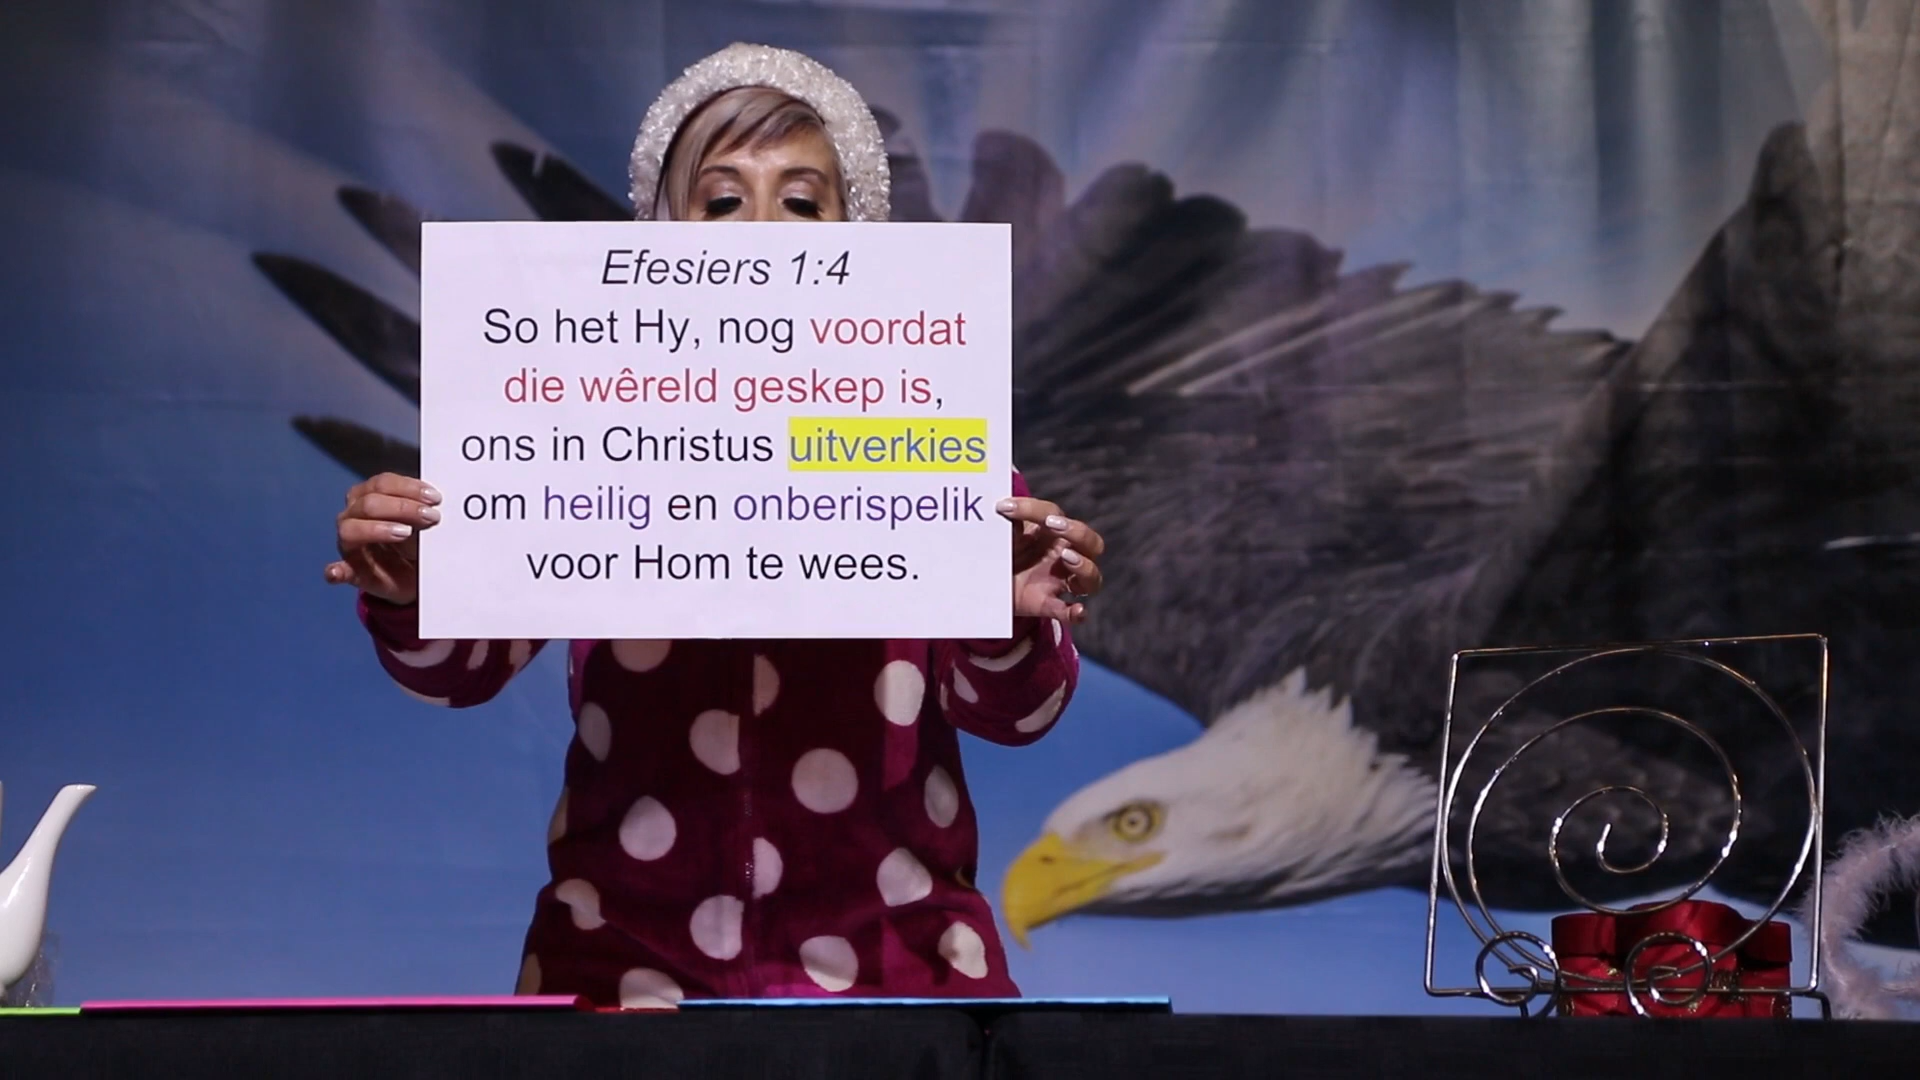 Efesiers 1:4
So het Hy, nog voordat
die wêreld geskep is,
ons in Christus uitverkies
om heilig en onberispelik
voor Hom te wees.